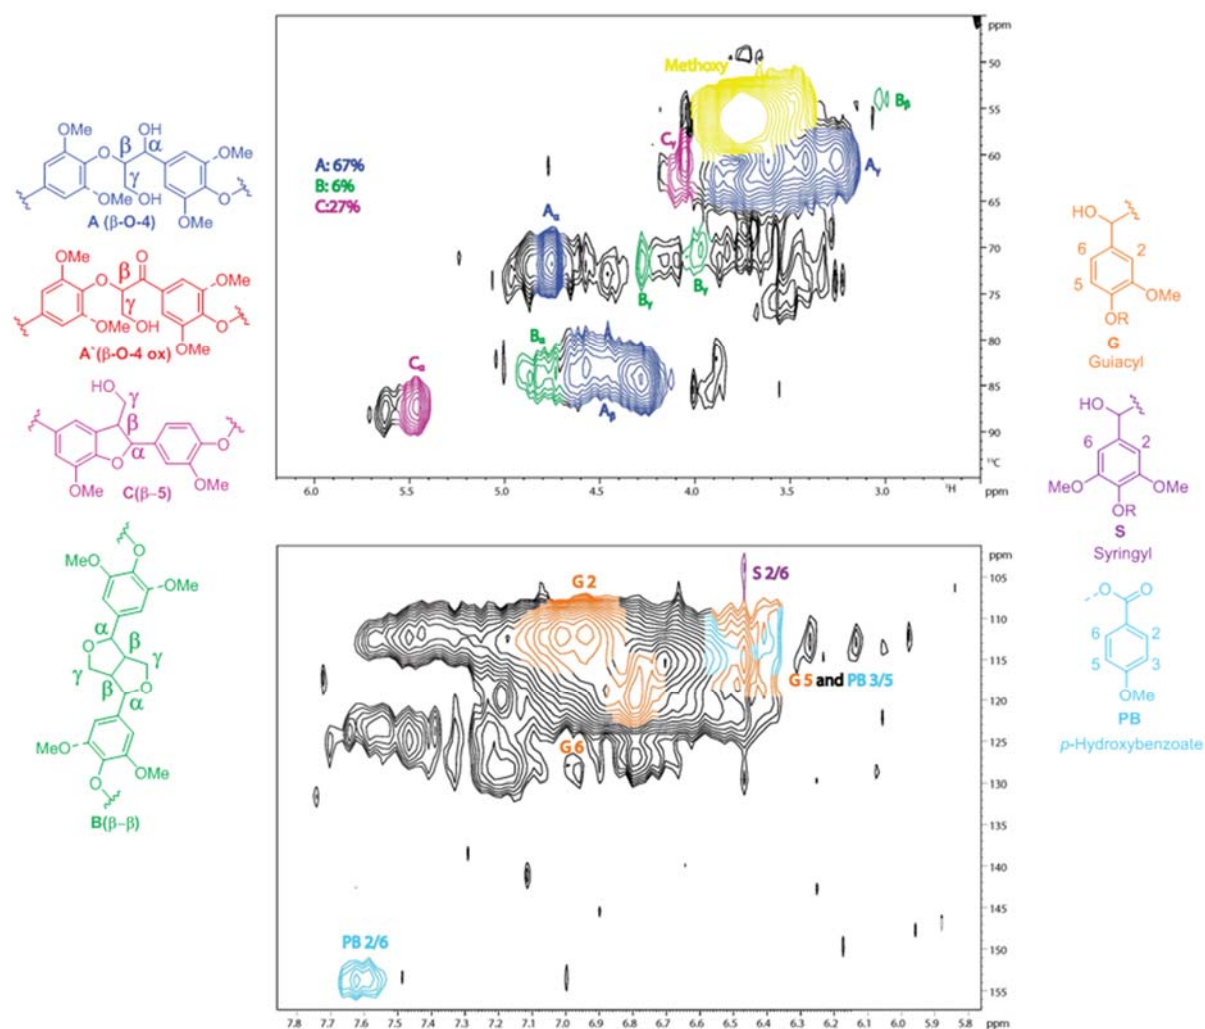 OMe
OH
β
α
O
OMe
γ
OMe
OH
O
OMe
A (β-O-4)
OMe
O
β
O
OMe
γ
OMe
OH
O
OMe
A`(β-O-4 ox)
HO
γ
β
α
O
O
OMe
OMe
C(β–5)
O
MeO
OMe
α
β
O
γ
γ
β
O
α
MeO
OMe
O
B(β–β)
A: 67%
B: 6%
C:27%
Methoxy
Bβ
Cγ
Aγ
Aα
Bγ
Bγ
Bα
Cα
Aβ
ppm
50
55
60
65
70
75
80
85
90
¹³C
ppm
6.0
5.5
5.0
4.5
4.0
3.5
3.0
¹H
ppm
G 2
S 2/6
G 5 and PB 3/5
G 6
PB 2/6
ppm
105
110
115
120
125
130
135
140
145
150
155
7.8
7.7
7.6
7.5
7.4
7.3
7.2
7.1
7.0
6.9
6.8
6.7
6.6
6.5
6.4
6.3
6.2
6.1
6.0
5.9
5.8
ppm
HO
6
2
5
OMe
OR
G
Guiacyl
HO
6
2
MeO
OMe
OR
S
Syringyl
O
O
6
2
5
3
OMe
PB
p-Hydroxybenzoate